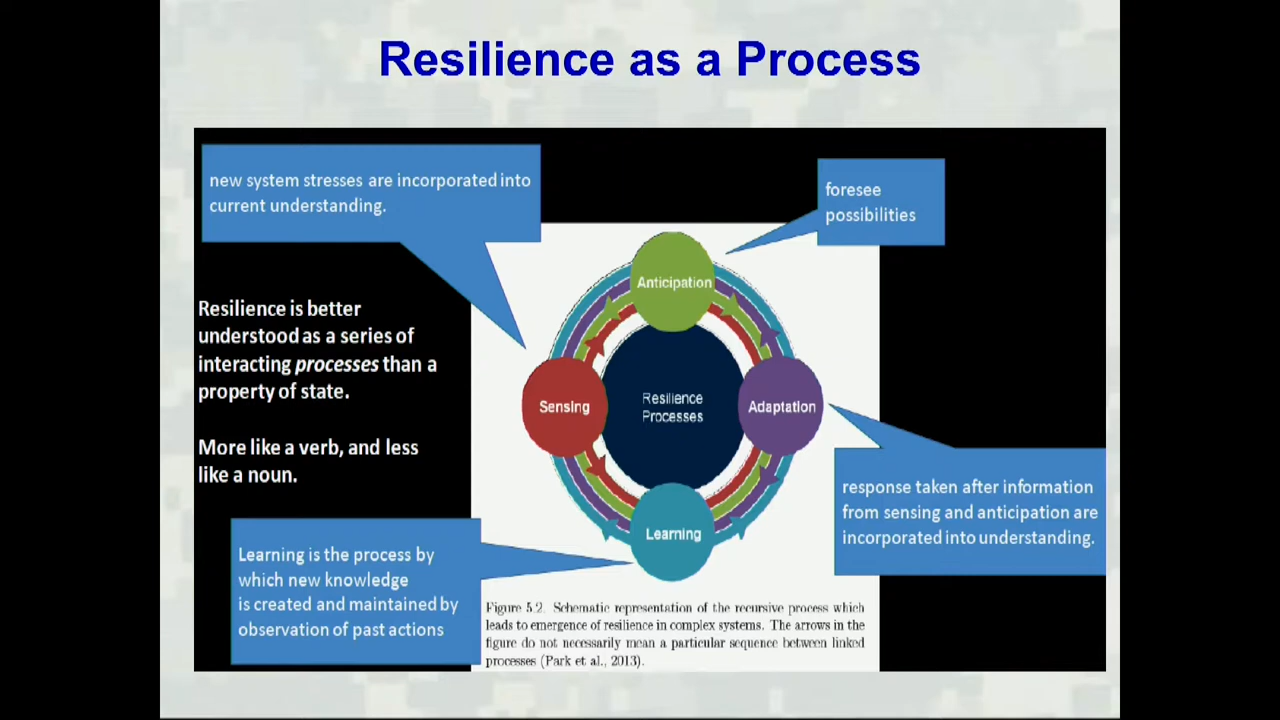 Resilience as a Process
new system stresses are incorporated into
current understanding.
foresee
possibilities
Resilience is better
understood as a series of
interacting processes than a
property of state.
More like a verb, and less
like a noun.
Anticipation
Sensing
Resilience
Processes
Adaptation
Learning
response taken after information
from sensing and anticipation are
incorporated into understanding.
Learning is the process by
which new knowledge
is created and maintained by
observation of past actions
Figure 5.2. Schematic representation of the recursive process which
leads to emergence of resilience in complex systems. The arrows in the
figure do not necessarily mean a particular sequence between linked
processes (Park et al., 2013).